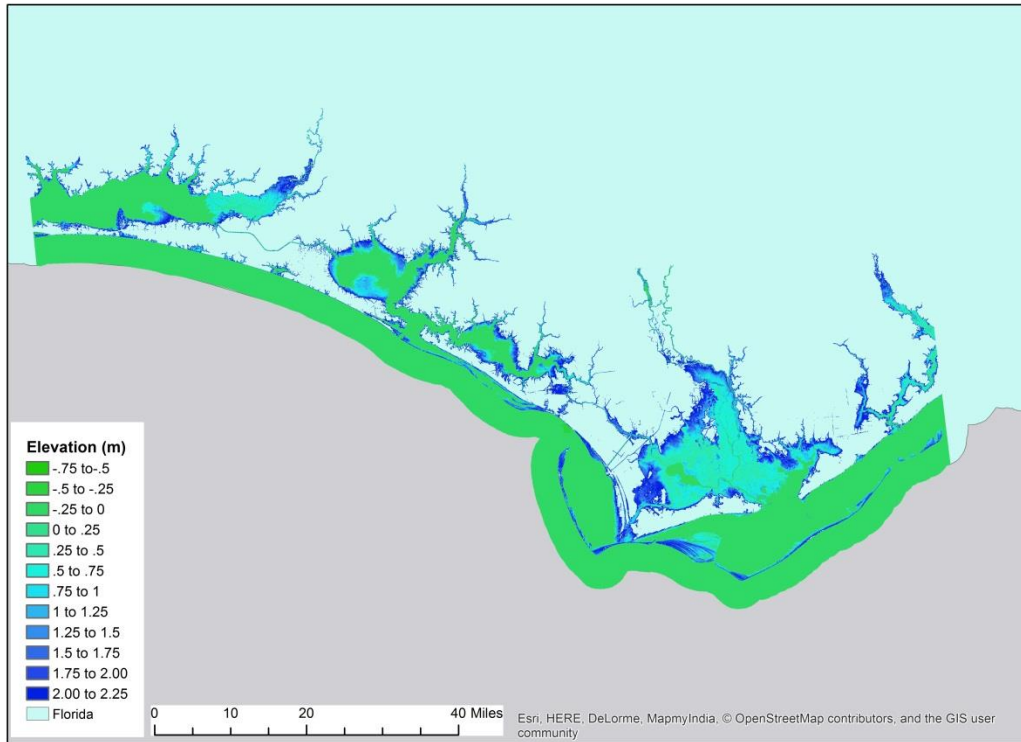 Elevation (m)
-.75 to-.5
-.5 to -.25
-.25 to 0
0 to .25
.25 to .5
.5 to .75
.75 to 1
1 to 1.25
1.25 to 1.5
1.5 to 1.75
1.75 to 2.00
2.00 to 2.25
Florida
0 10 20 40 Miles
Esri, HERE, DeLorme, MapmyIndia, © OpenStreetMap contributors, and the GIS user
community